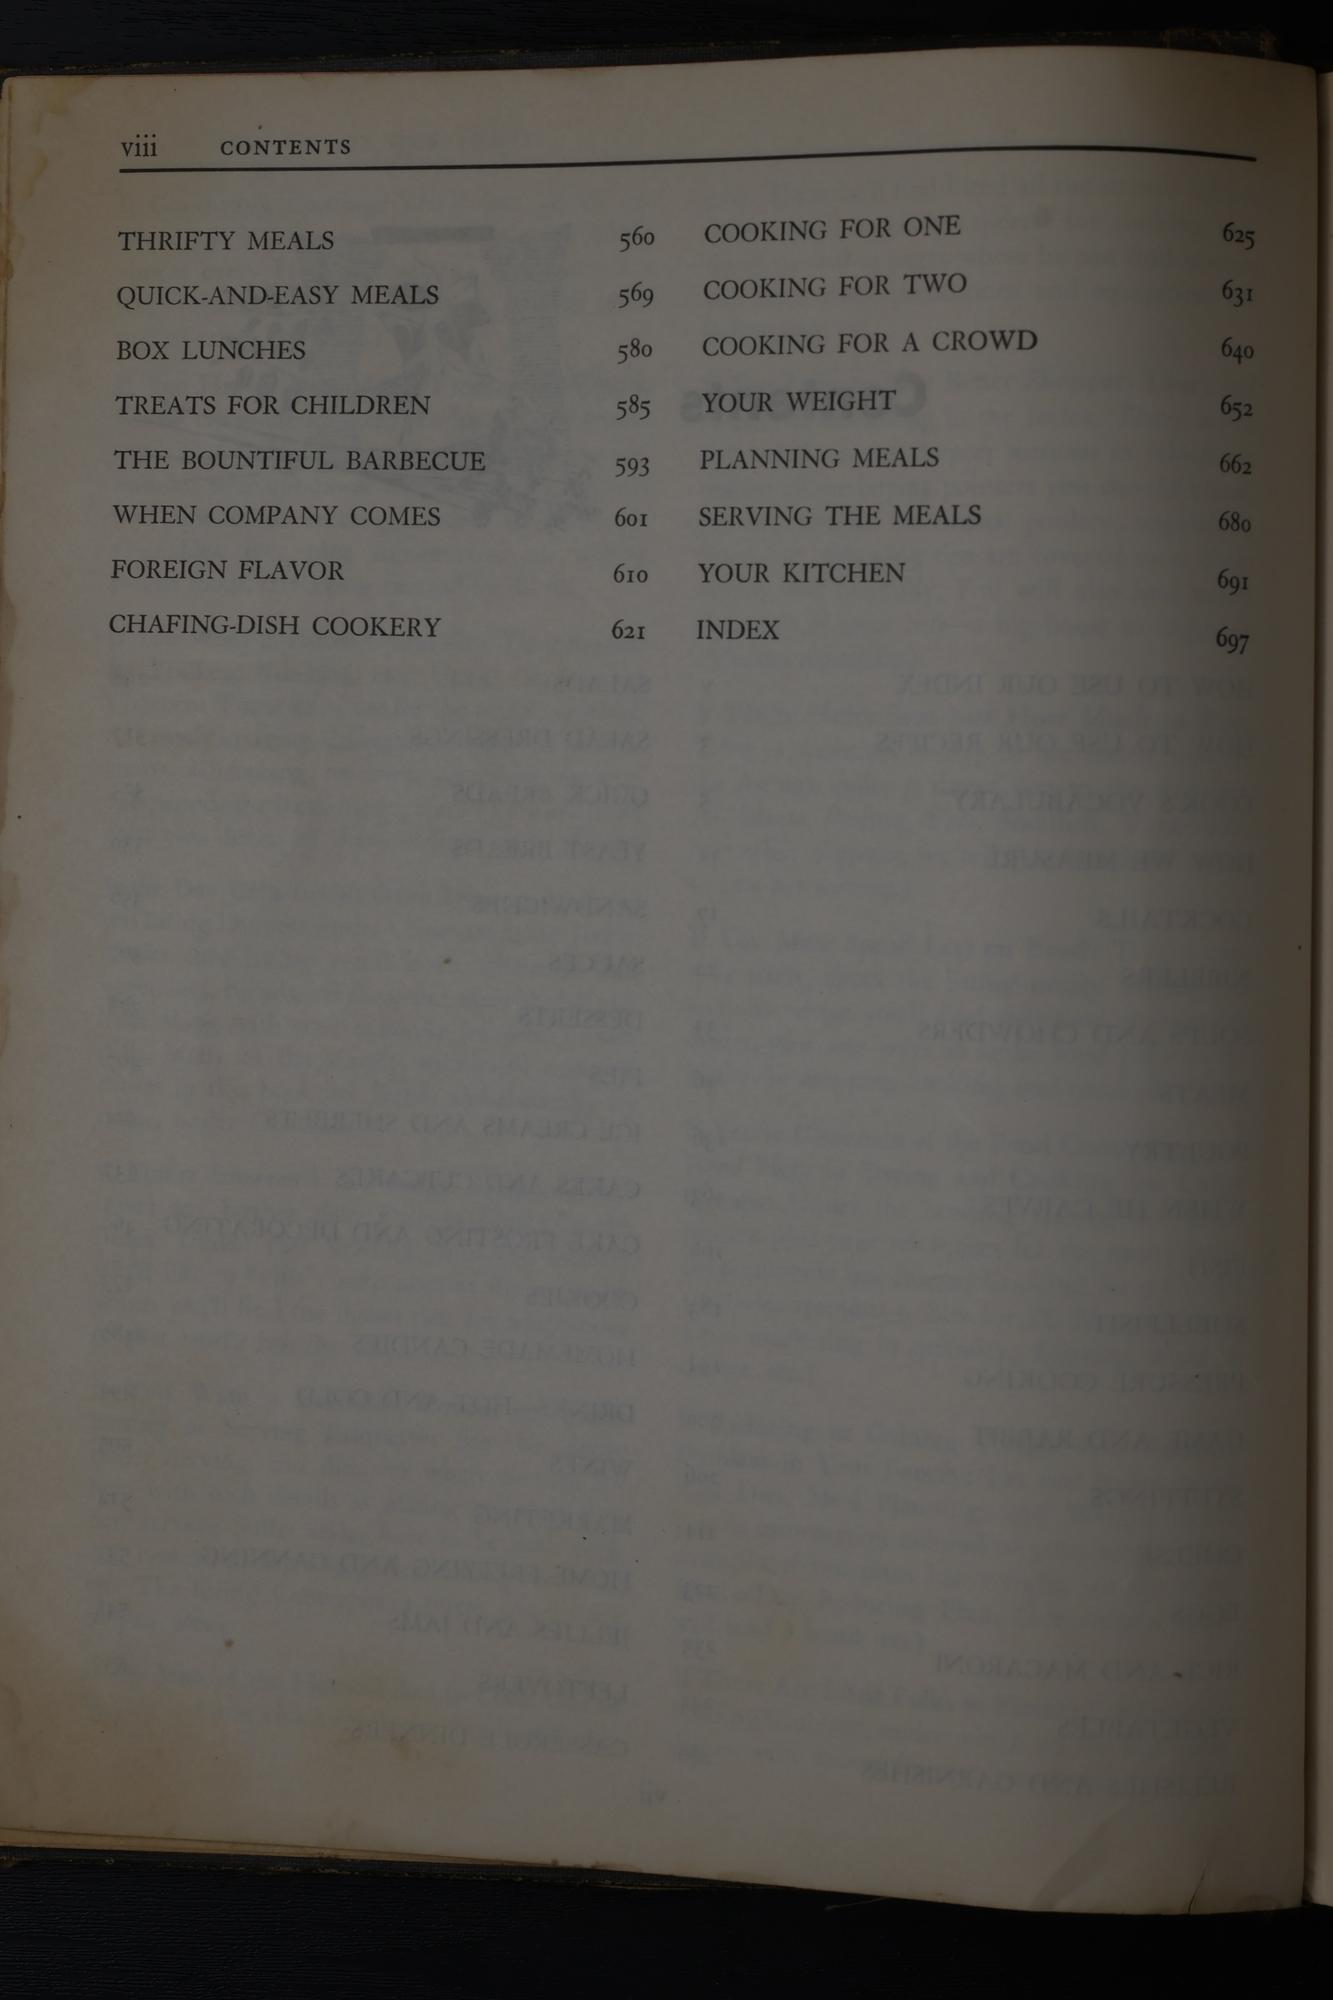 viii CONTENTS
THRIFTY MEALS 560
QUICK-AND-EASY MEALS 569
BOX LUNCHES 580
TREATS FOR CHILDREN 585
THE BOUNTIFUL BARBECUE 593
WHEN COMPANY COMES 601
FOREIGN FLAVOR 610
CHAFING-DISH COOKERY 621
COOKING FOR ONE 625
COOKING FOR TWO 631
COOKING FOR A CROWD 640
YOUR WEIGHT 652
PLANNING MEALS 662
SERVING THE MEALS 680
YOUR KITCHEN 691
INDEX 697